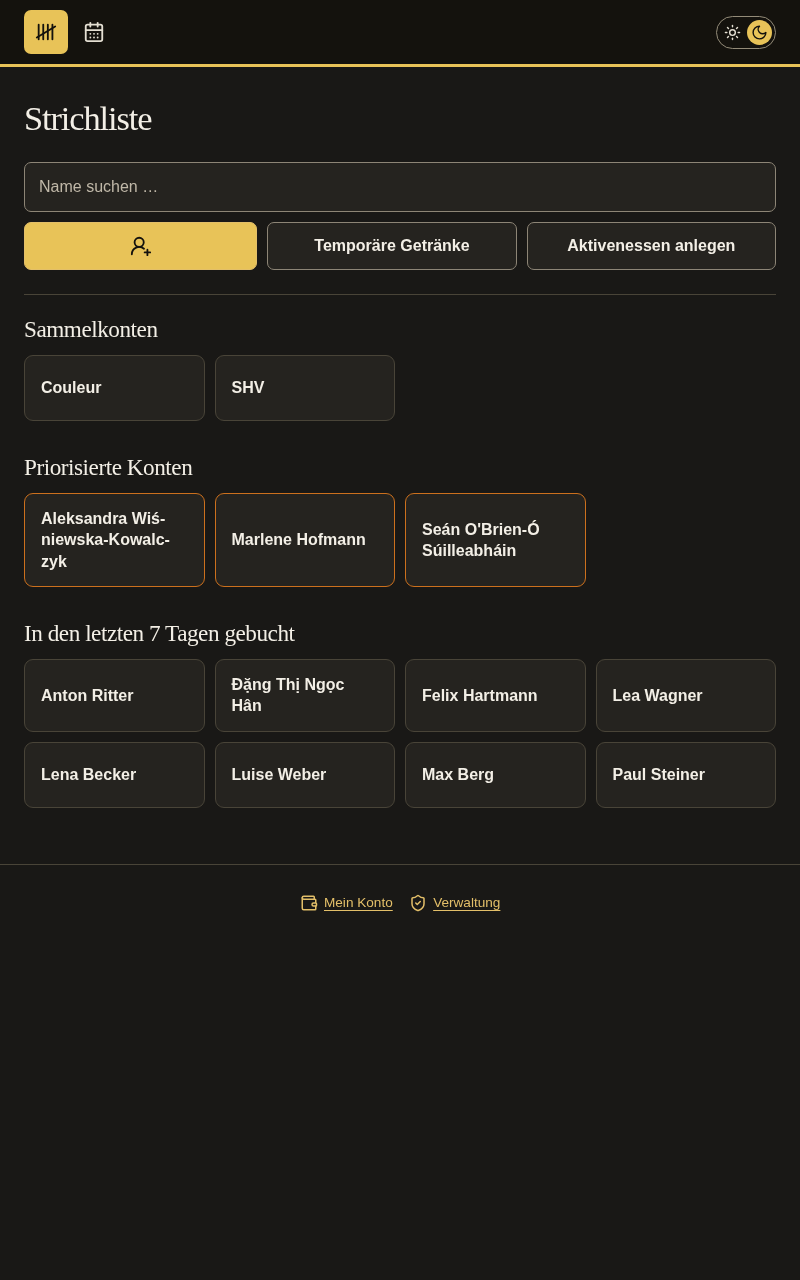 Strichliste
Name suchen …
Temporäre Getränke
Aktivenessen anlegen
Sammelkonten
Couleur
SHV
Priorisierte Konten
Aleksandra Wiś-
niewska-Kowalc-
zyk
Marlene Hofmann
Seán O'Brien-Ó
Súilleabháin
In den letzten 7 Tagen gebucht
Anton Ritter
Đặng Thị Ngọc
Hân
Felix Hartmann
Lea Wagner
Lena Becker
Luise Weber
Max Berg
Paul Steiner
Mein Konto
Verwaltung